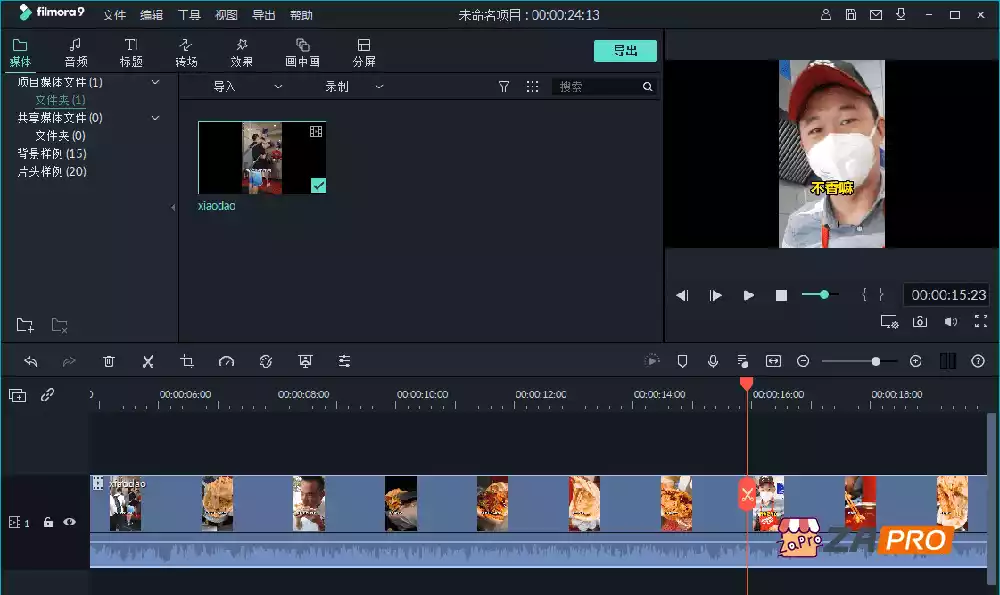 filmora9 文件 编辑 工具 视图 导出 帮助 未命名项目 : 00:00:24:13
媒体 音频 标题 转场 效果 画中画 分屏 导出
项目媒体文件 (1)
文件夹 (1)
共享媒体文件 (0)
文件夹 (0)
背景样例 (15)
片头样例 (20)
导入 录制 搜索
xiaodao
不香嘛
00:00:15:23
00:00:06:00 00:00:08:00 00:00:10:00 00:00:12:00 00:00:14:00 00:00:16:00 00:00:18:00
xiaodao
1
ZaPro ZA PRO